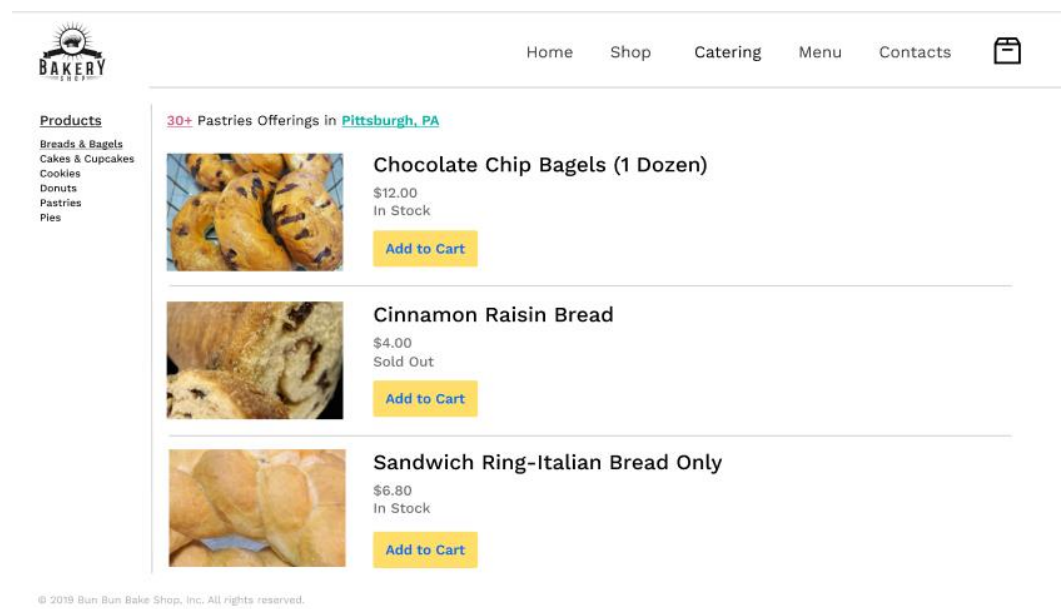 BAKERY
SHOP
Home Shop Catering Menu Contacts
Products
Breads & Bagels
Cakes & Cupcakes
Cookies
Donuts
Pastries
Pies
30+ Pastries Offerings in Pittsburgh, PA
Chocolate Chip Bagels (1 Dozen)
$12.00
In Stock
Add to Cart
Cinnamon Raisin Bread
$4.00
Sold Out
Add to Cart
Sandwich Ring-Italian Bread Only
$6.80
In Stock
Add to Cart
© 2019 Bun Bun Bake Shop, Inc. All rights reserved.